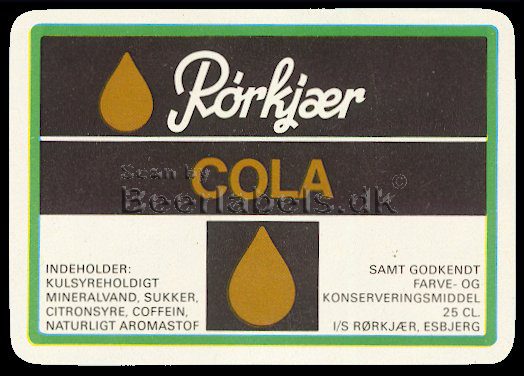 Rørkjær
COLA
Scan by
Beerlabels.dk ©
INDEHOLDER:
KULSYREHOLDIGT
MINERALVAND, SUKKER,
CITRONSYRE, COFFEIN,
NATURLIGT AROMASTOF
SAMT GODKENDT
FARVE- OG
KONSERVERINGSMIDDEL
25 CL.
I/S RØRKJÆR, ESBJERG